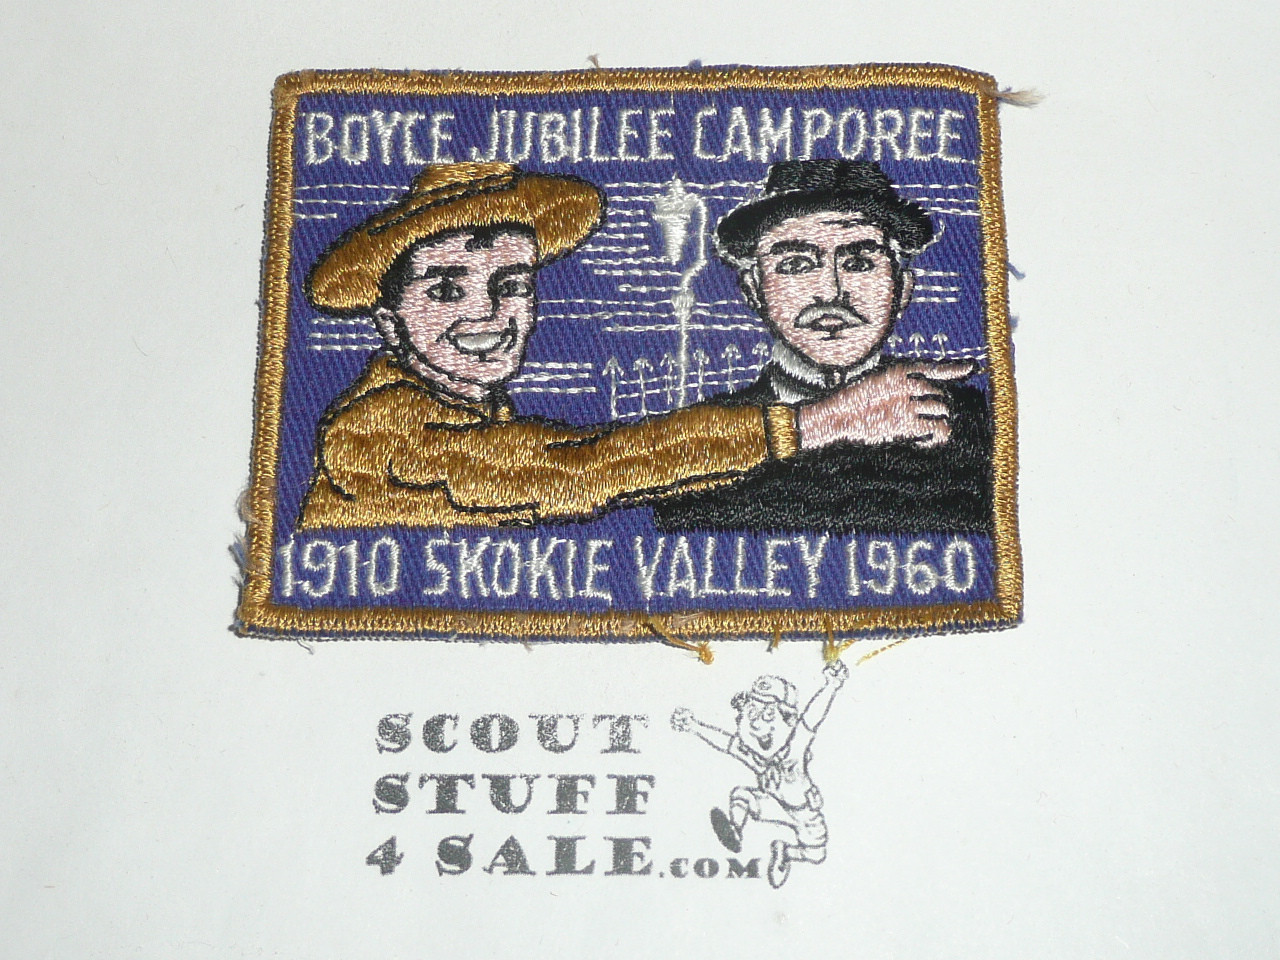 BOYCE JUBILEE CAMPOREE
1910 SKOKIE VALLEY 1960
SCOUT
STUFF
4 SALE.COM